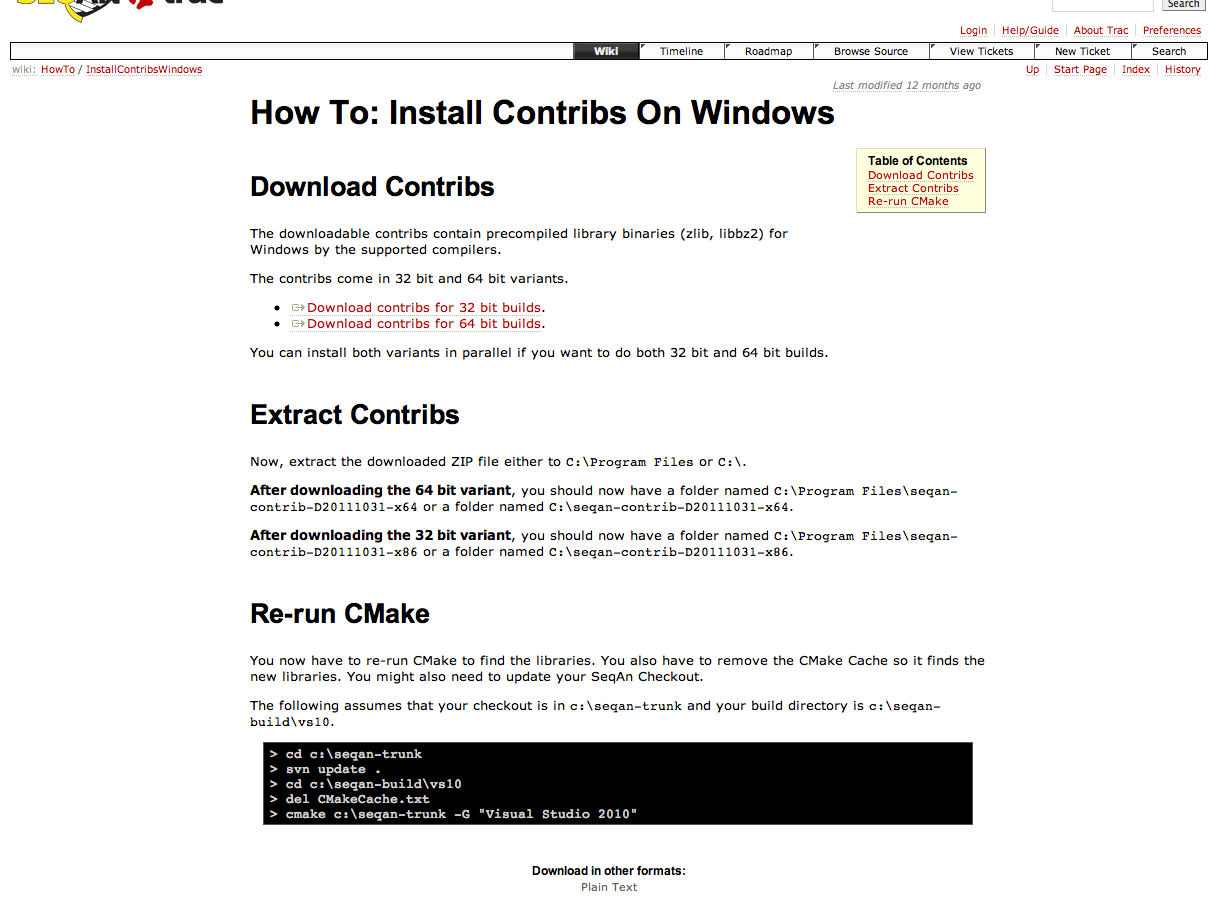 Search
Login Help/Guide About Trac Preferences
Wiki Timeline Roadmap Browse Source View Tickets New Ticket Search
wiki: HowTo / InstallContribsWindows
Up Start Page Index History
Last modified 12 months ago
How To: Install Contribs On Windows
Table of Contents
Download Contribs
Extract Contribs
Re-run CMake
Download Contribs
The downloadable contribs contain precompiled library binaries (zlib, libbz2) for
Windows by the supported compilers.
The contribs come in 32 bit and 64 bit variants.
Download contribs for 32 bit builds.
Download contribs for 64 bit builds.
You can install both variants in parallel if you want to do both 32 bit and 64 bit builds.
Extract Contribs
Now, extract the downloaded ZIP file either to C:\Program Files or C:\.
After downloading the 64 bit variant, you should now have a folder named C:\Program Files\seqan-
contrib-D20111031-x64 or a folder named C:\seqan-contrib-D20111031-x64.
After downloading the 32 bit variant, you should now have a folder named C:\Program Files\seqan-
contrib-D20111031-x86 or a folder named C:\seqan-contrib-D20111031-x86.
Re-run CMake
You now have to re-run CMake to find the libraries. You also have to remove the CMake Cache so it finds the
new libraries. You might also need to update your SeqAn Checkout.
The following assumes that your checkout is in c:\seqan-trunk and your build directory is c:\seqan-
build\vs10.
> cd c:\seqan-trunk
> svn update .
> cd c:\seqan-build\vs10
> del CMakeCache.txt
> cmake c:\seqan-trunk -G "Visual Studio 2010"
Download in other formats:
Plain Text